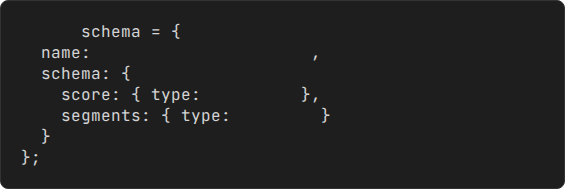 schema = {
name: ,
schema: {
score: { type: },
segments: { type: }
}
};